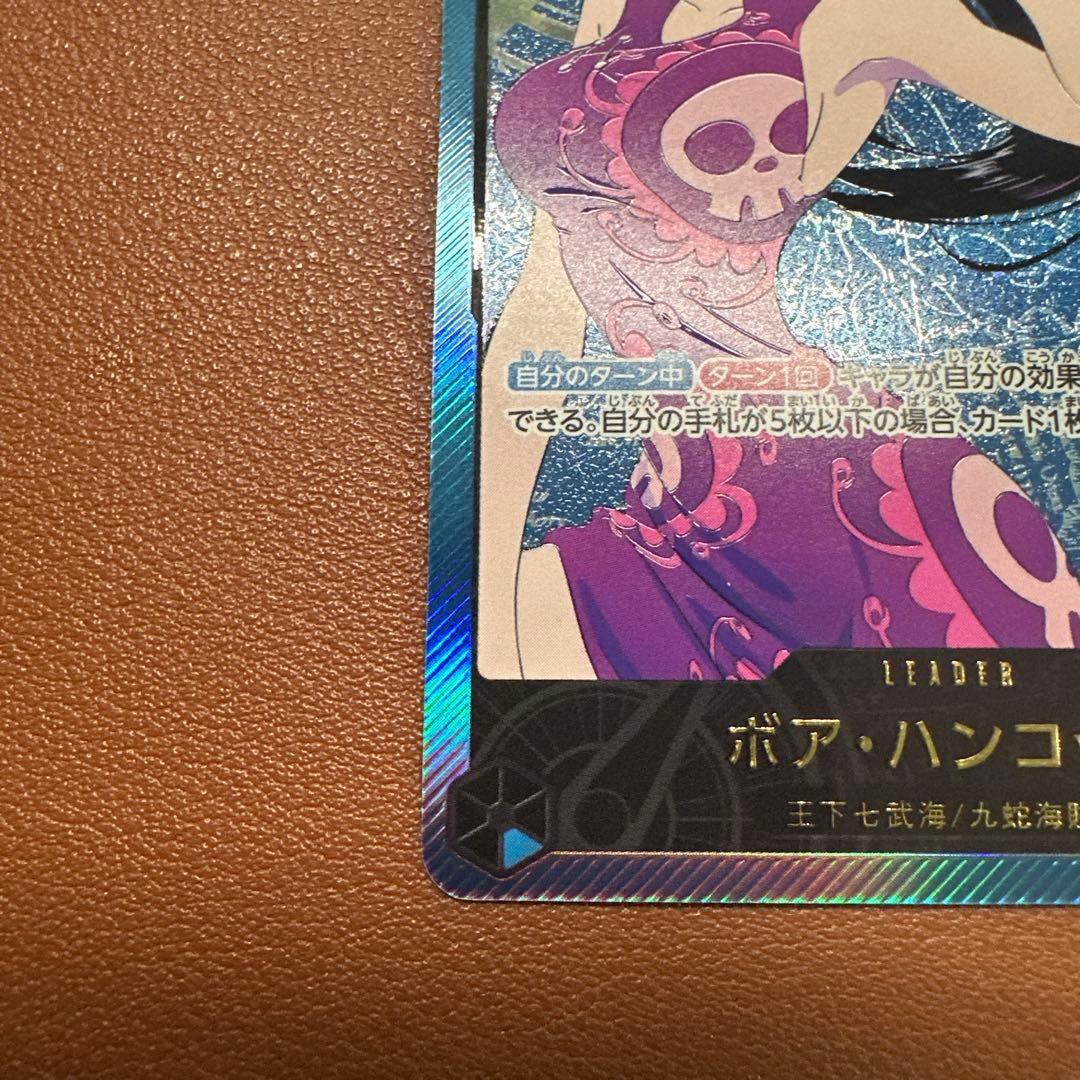 自分のターン中 ターン1回 キャラが自分の効果
できる。自分の手札が5枚以下の場合、カード1枚
LEADER
ボア・ハンコッ
王下七武海/九蛇海賊